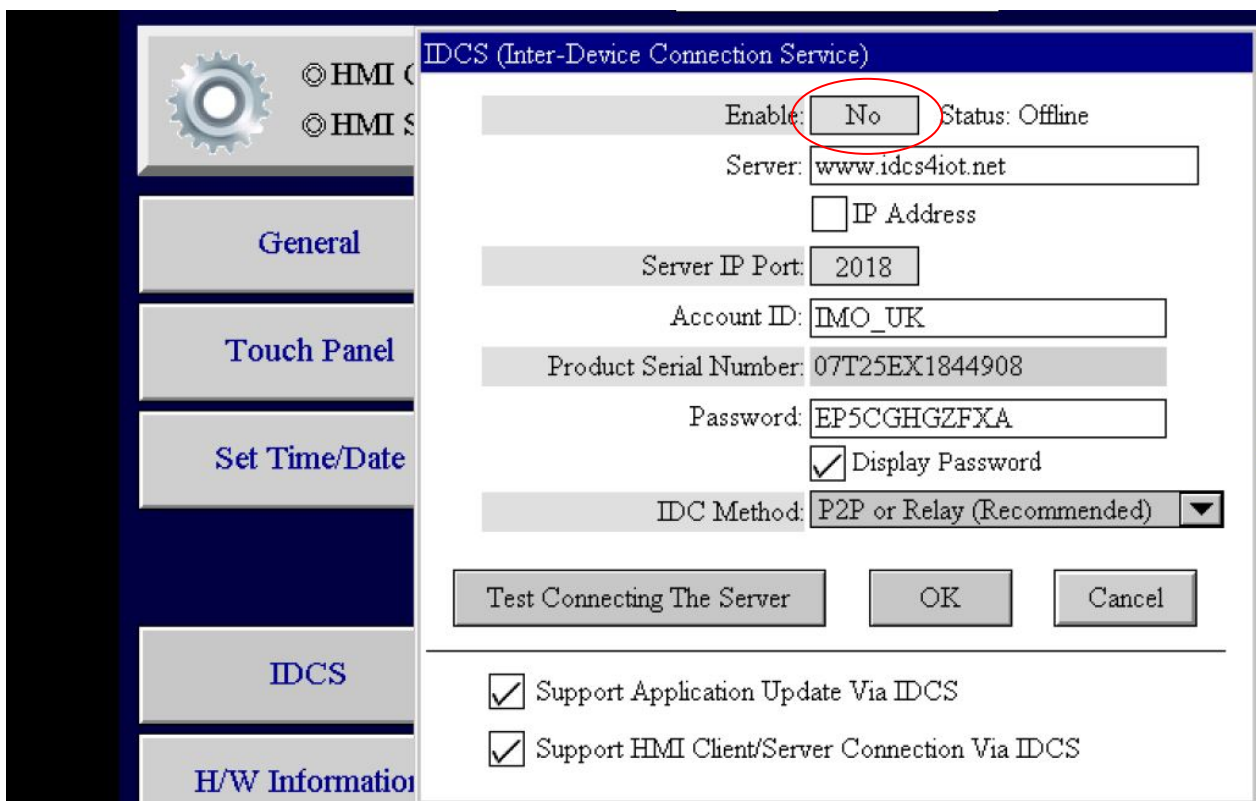 ◎HMI
◎HMI
General
Touch Panel
Set Time/Date
IDCS
H/W Information
IDCS (Inter-Device Connection Service)
Enable: No Status: Offline
Server: www.idcs4iot.net
IP Address
Server IP Port: 2018
Account ID: IMO_UK
Product Serial Number: 07T25EX1844908
Password: EP5CGHGZFXA
Display Password
IDC Method: P2P or Relay (Recommended)
Test Connecting The Server OK Cancel
Support Application Update Via IDCS
Support HMI Client/Server Connection Via IDCS